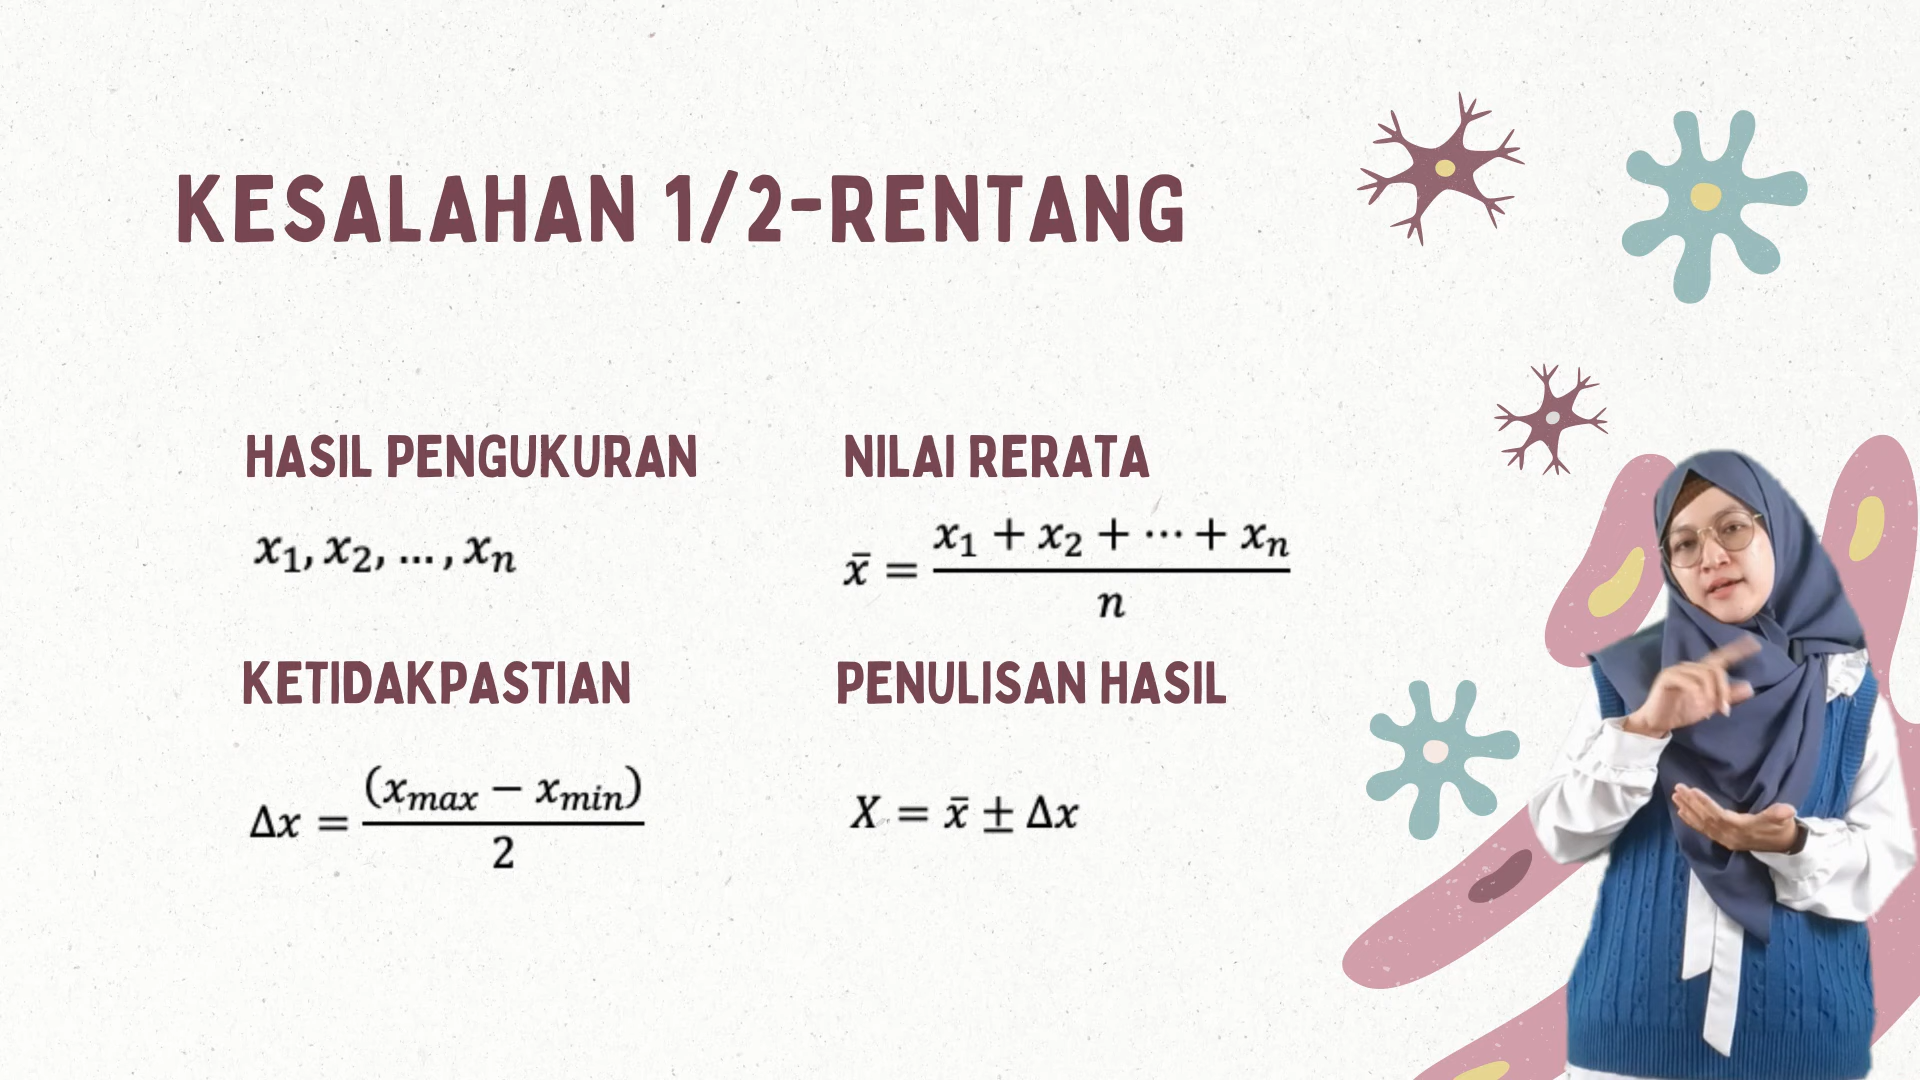 KESALAHAN 1/2-RENTANG
HASIL PENGUKURAN
x₁, x₂, ... , xₙ
NILAI RERATA
x̄ = (x₁ + x₂ + ⋯ + xₙ) / n
KETIDAKPASTIAN
Δx = (x_max − x_min) / 2
PENULISAN HASIL
X = x̄ ± Δx